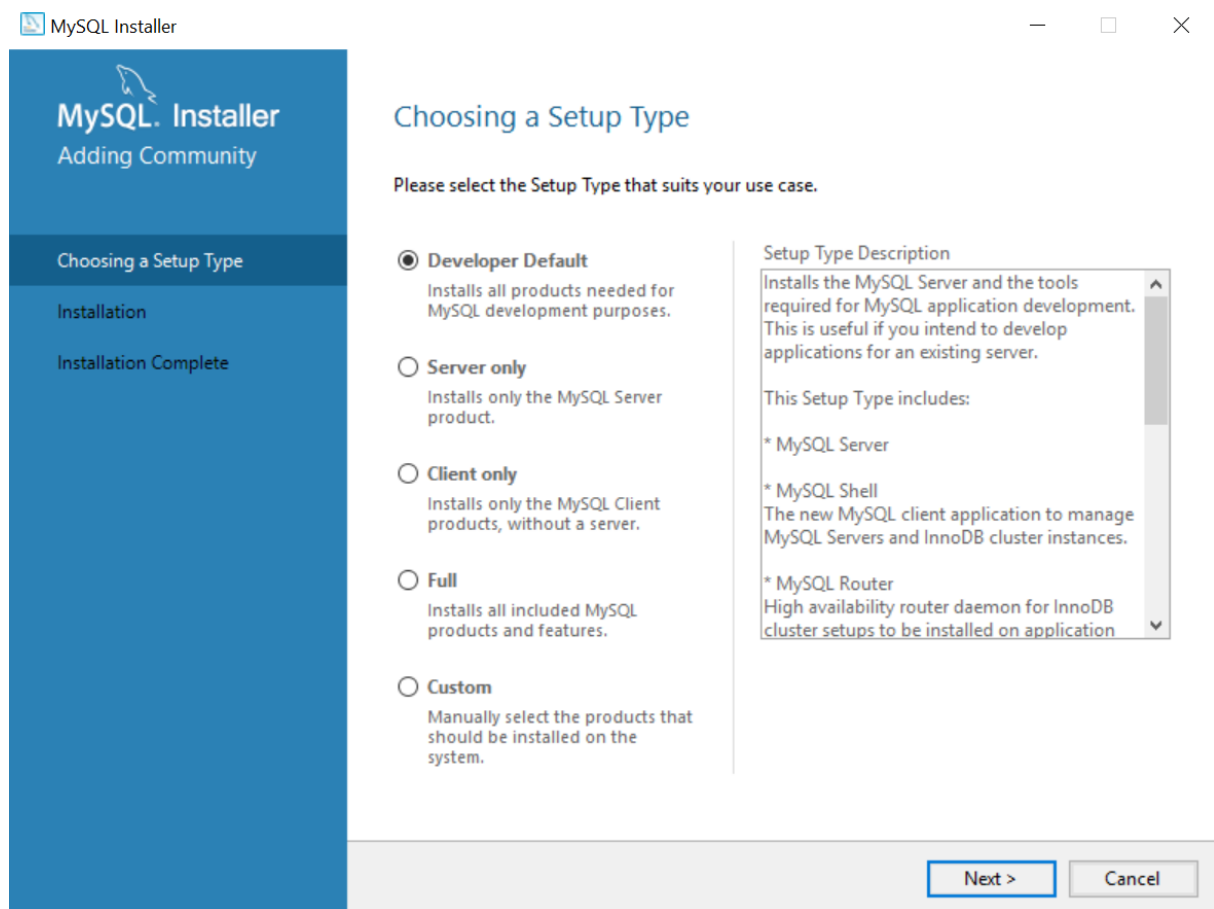 MySQL Installer
MySQL. Installer
Adding Community
Choosing a Setup Type
Installation
Installation Complete
Choosing a Setup Type
Please select the Setup Type that suits your use case.
Developer Default
Installs all products needed for
MySQL development purposes.
Server only
Installs only the MySQL Server
product.
Client only
Installs only the MySQL Client
products, without a server.
Full
Installs all included MySQL
products and features.
Custom
Manually select the products that
should be installed on the
system.
Setup Type Description
Installs the MySQL Server and the tools
required for MySQL application development.
This is useful if you intend to develop
applications for an existing server.
This Setup Type includes:
* MySQL Server
* MySQL Shell
The new MySQL client application to manage
MySQL Servers and InnoDB cluster instances.
* MySQL Router
High availability router daemon for InnoDB
cluster setups to be installed on application
Next >
Cancel